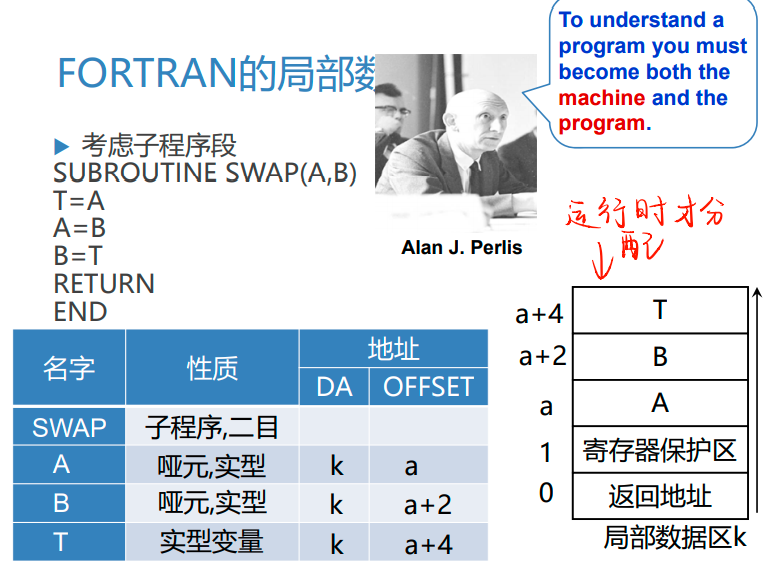 FORTRAN的局部数
To understand a
program you must
become both the
machine and the
program.
Alan J. Perlis
▶ 考虑子程序段
SUBROUTINE SWAP(A,B)
T=A
A=B
B=T
RETURN
END
运行时才分
配
名字 性质 地址
DA OFFSET
SWAP 子程序,二目
A 哑元,实型 k a
B 哑元,实型 k a+2
T 实型变量 k a+4
a+4 T
a+2 B
a A
1 寄存器保护区
0 返回地址
局部数据区k